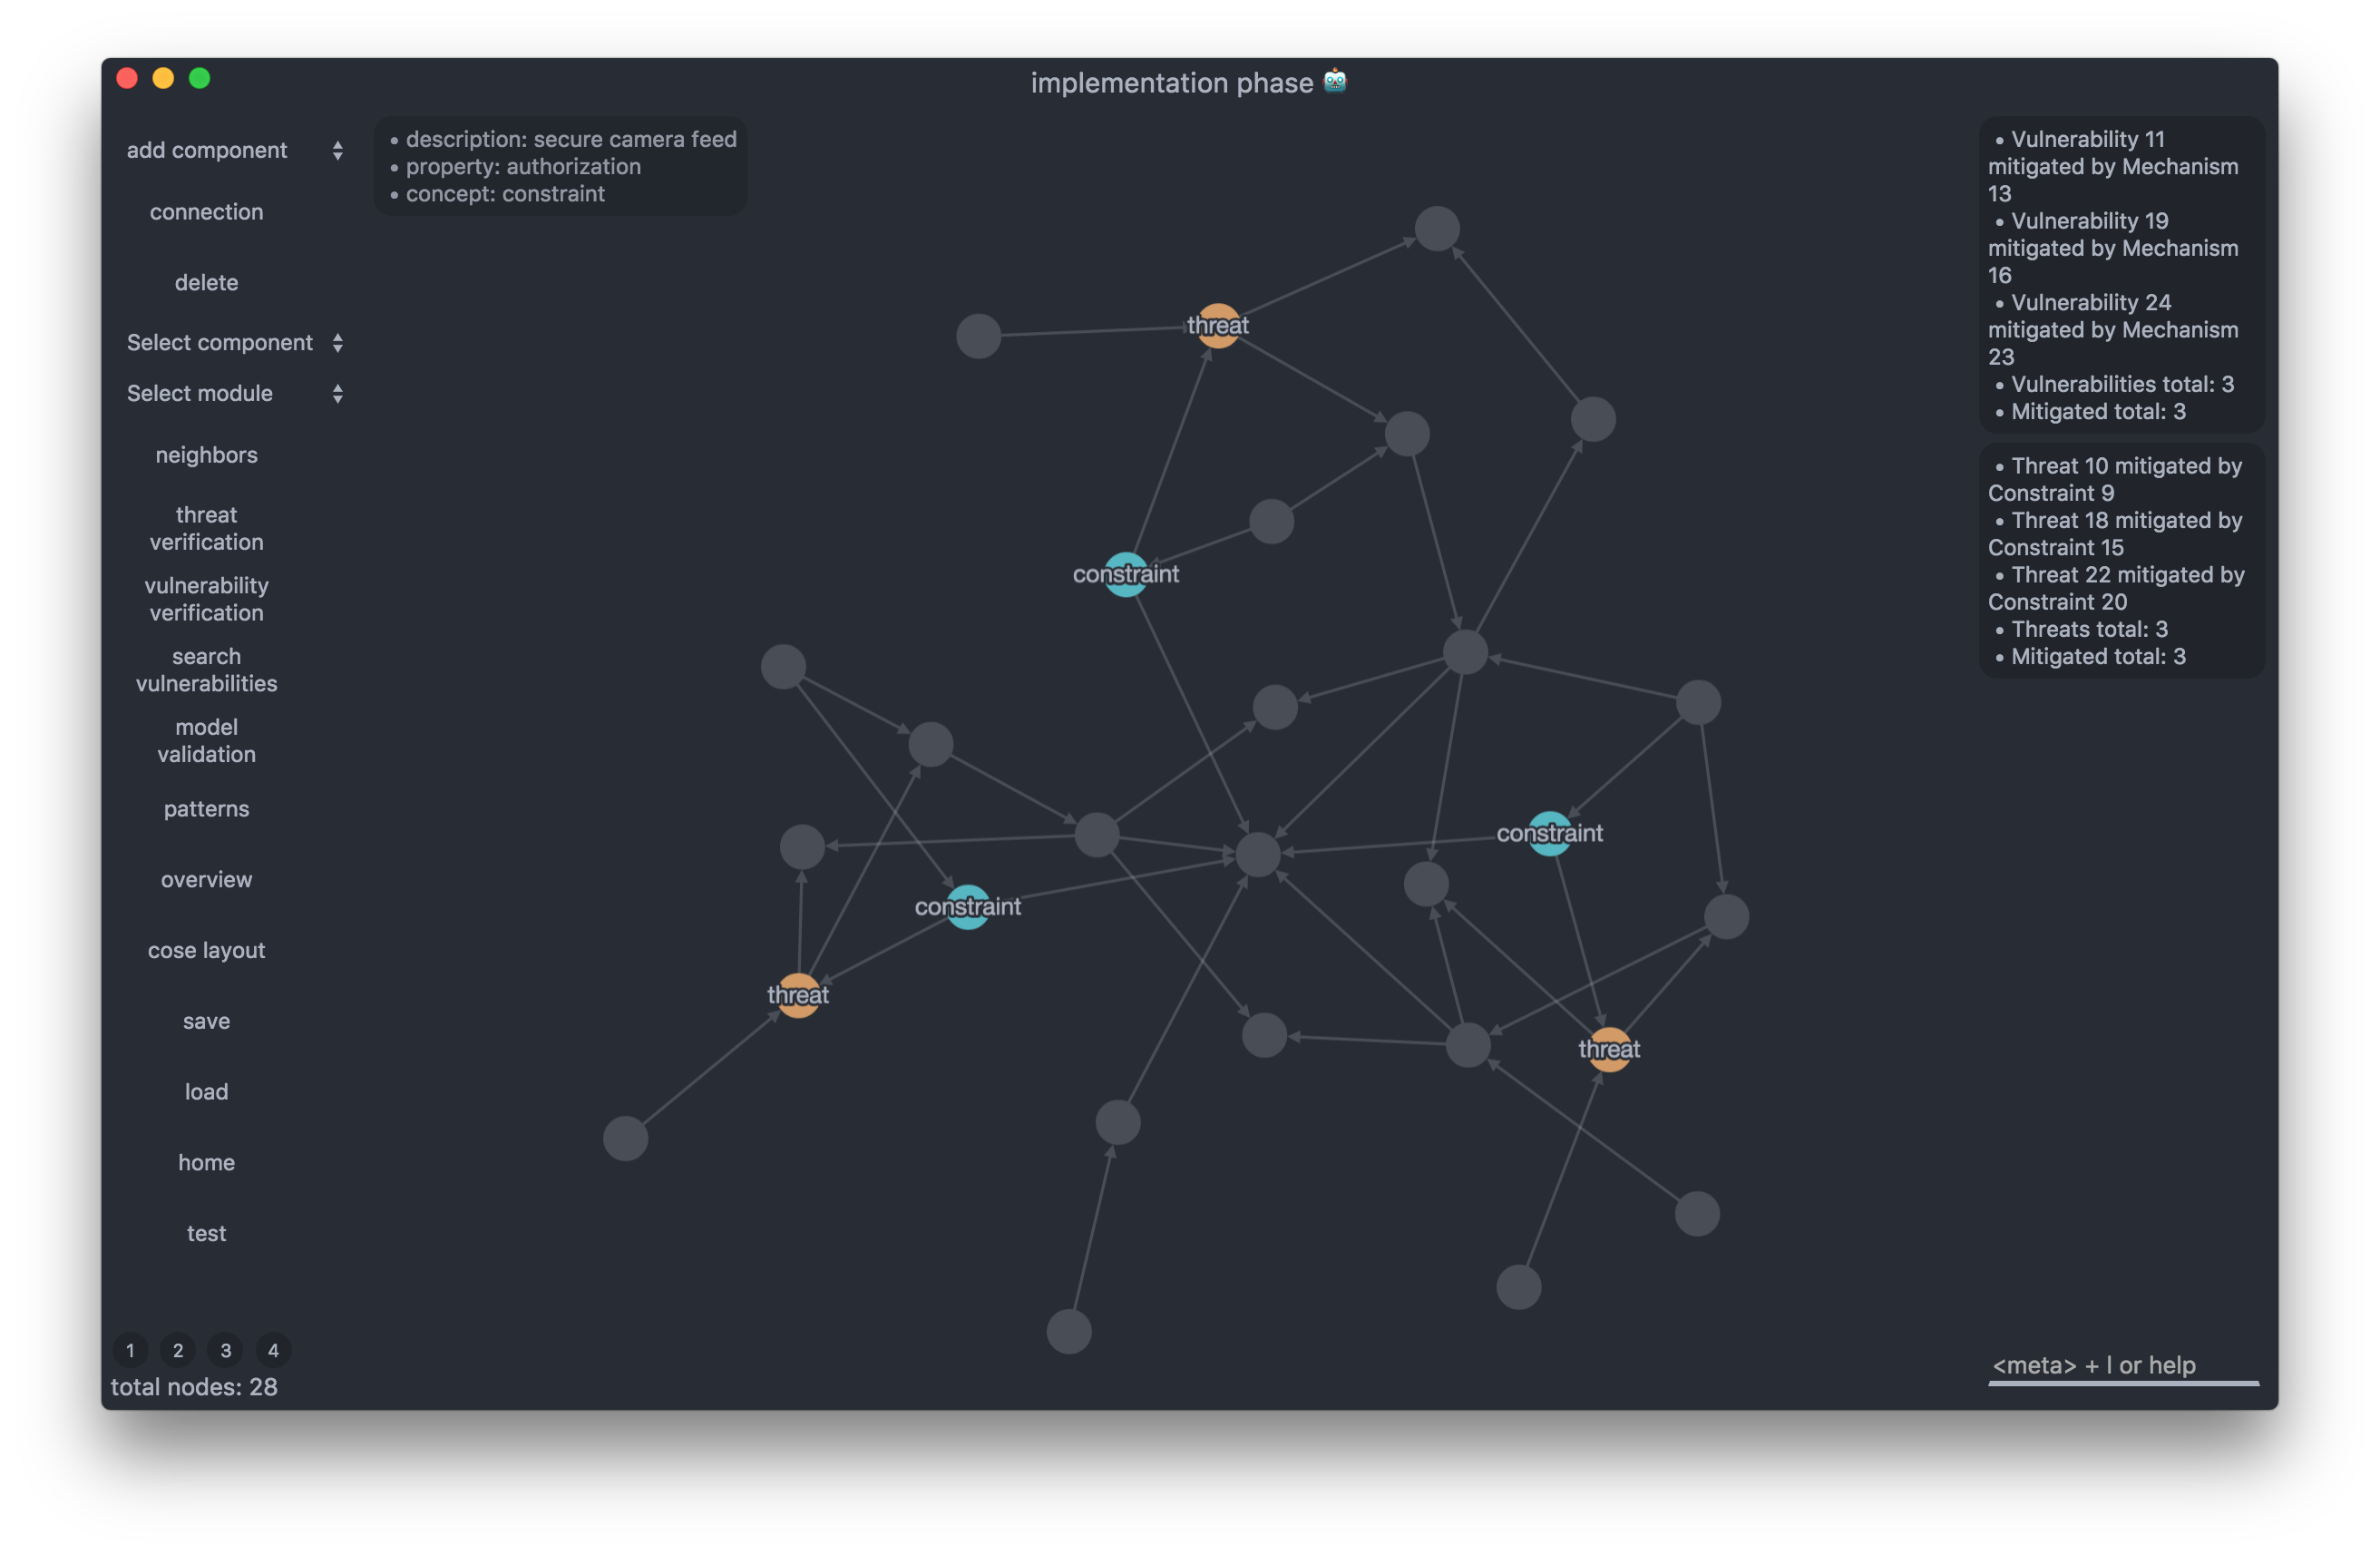 implementation phase 🤖
add component
connection
delete
Select component
Select module
neighbors
threat
verification
vulnerability
verification
search
vulnerabilities
model
validation
patterns
overview
cose layout
save
load
home
test
1 2 3 4
total nodes: 28
• description: secure camera feed
• property: authorization
• concept: constraint
threat
constraint
constraint
constraint
threat
threat
• Vulnerability 11
mitigated by Mechanism
13
• Vulnerability 19
mitigated by Mechanism
16
• Vulnerability 24
mitigated by Mechanism
23
• Vulnerabilities total: 3
• Mitigated total: 3
• Threat 10 mitigated by
Constraint 9
• Threat 18 mitigated by
Constraint 15
• Threat 22 mitigated by
Constraint 20
• Threats total: 3
• Mitigated total: 3
<meta> + l or help